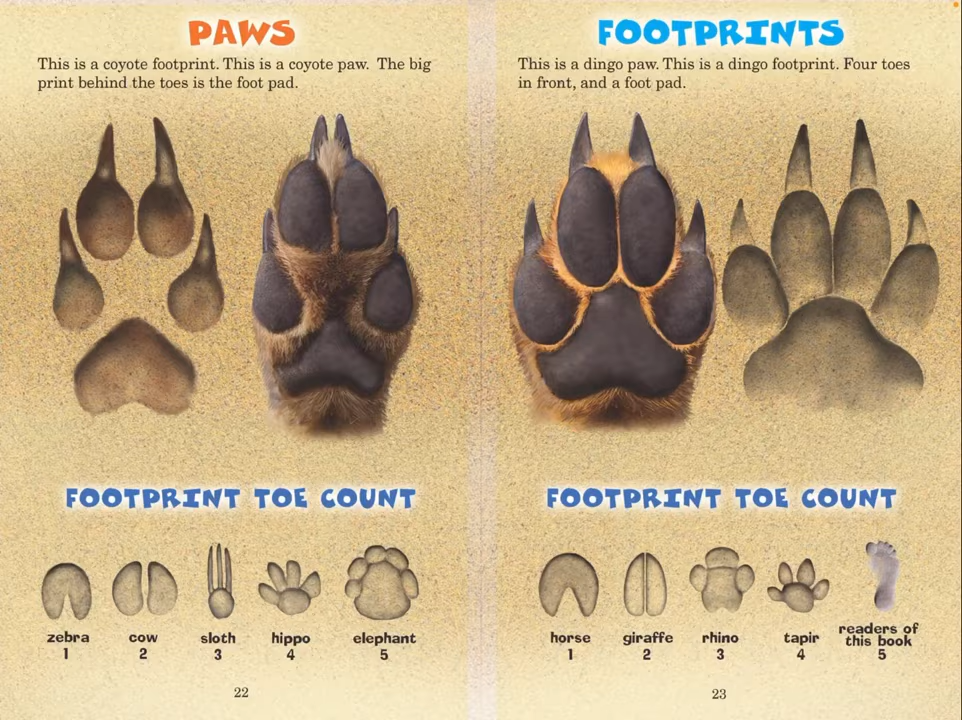 PAWS
This is a coyote footprint. This is a coyote paw. The big
print behind the toes is the foot pad.
FOOTPRINT TOE COUNT
zebra
1
cow
2
sloth
3
hippo
4
elephant
5
22
FOOTPRINTS
This is a dingo paw. This is a dingo footprint. Four toes
in front, and a foot pad.
FOOTPRINT TOE COUNT
horse
1
giraffe
2
rhino
3
tapir
4
readers of
this book
5
23